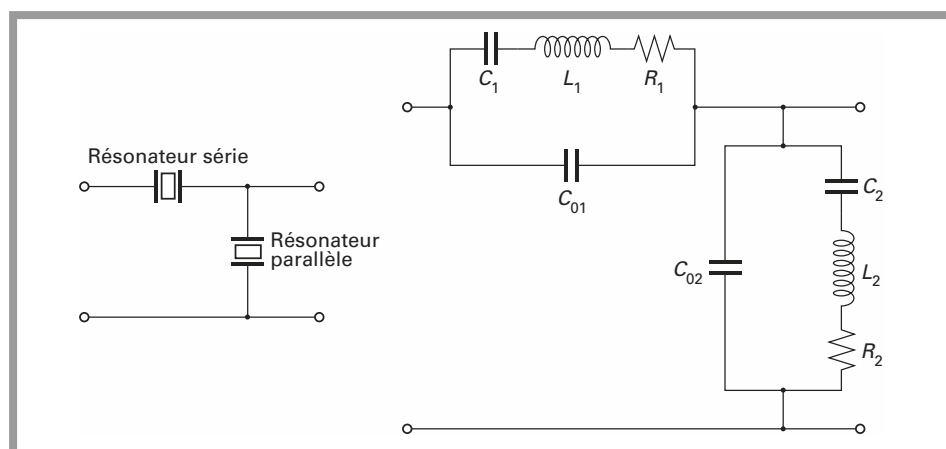 Résonateur série
Résonateur
parallèle
C1
L1
R1
C01
C2
C02
L2
R2